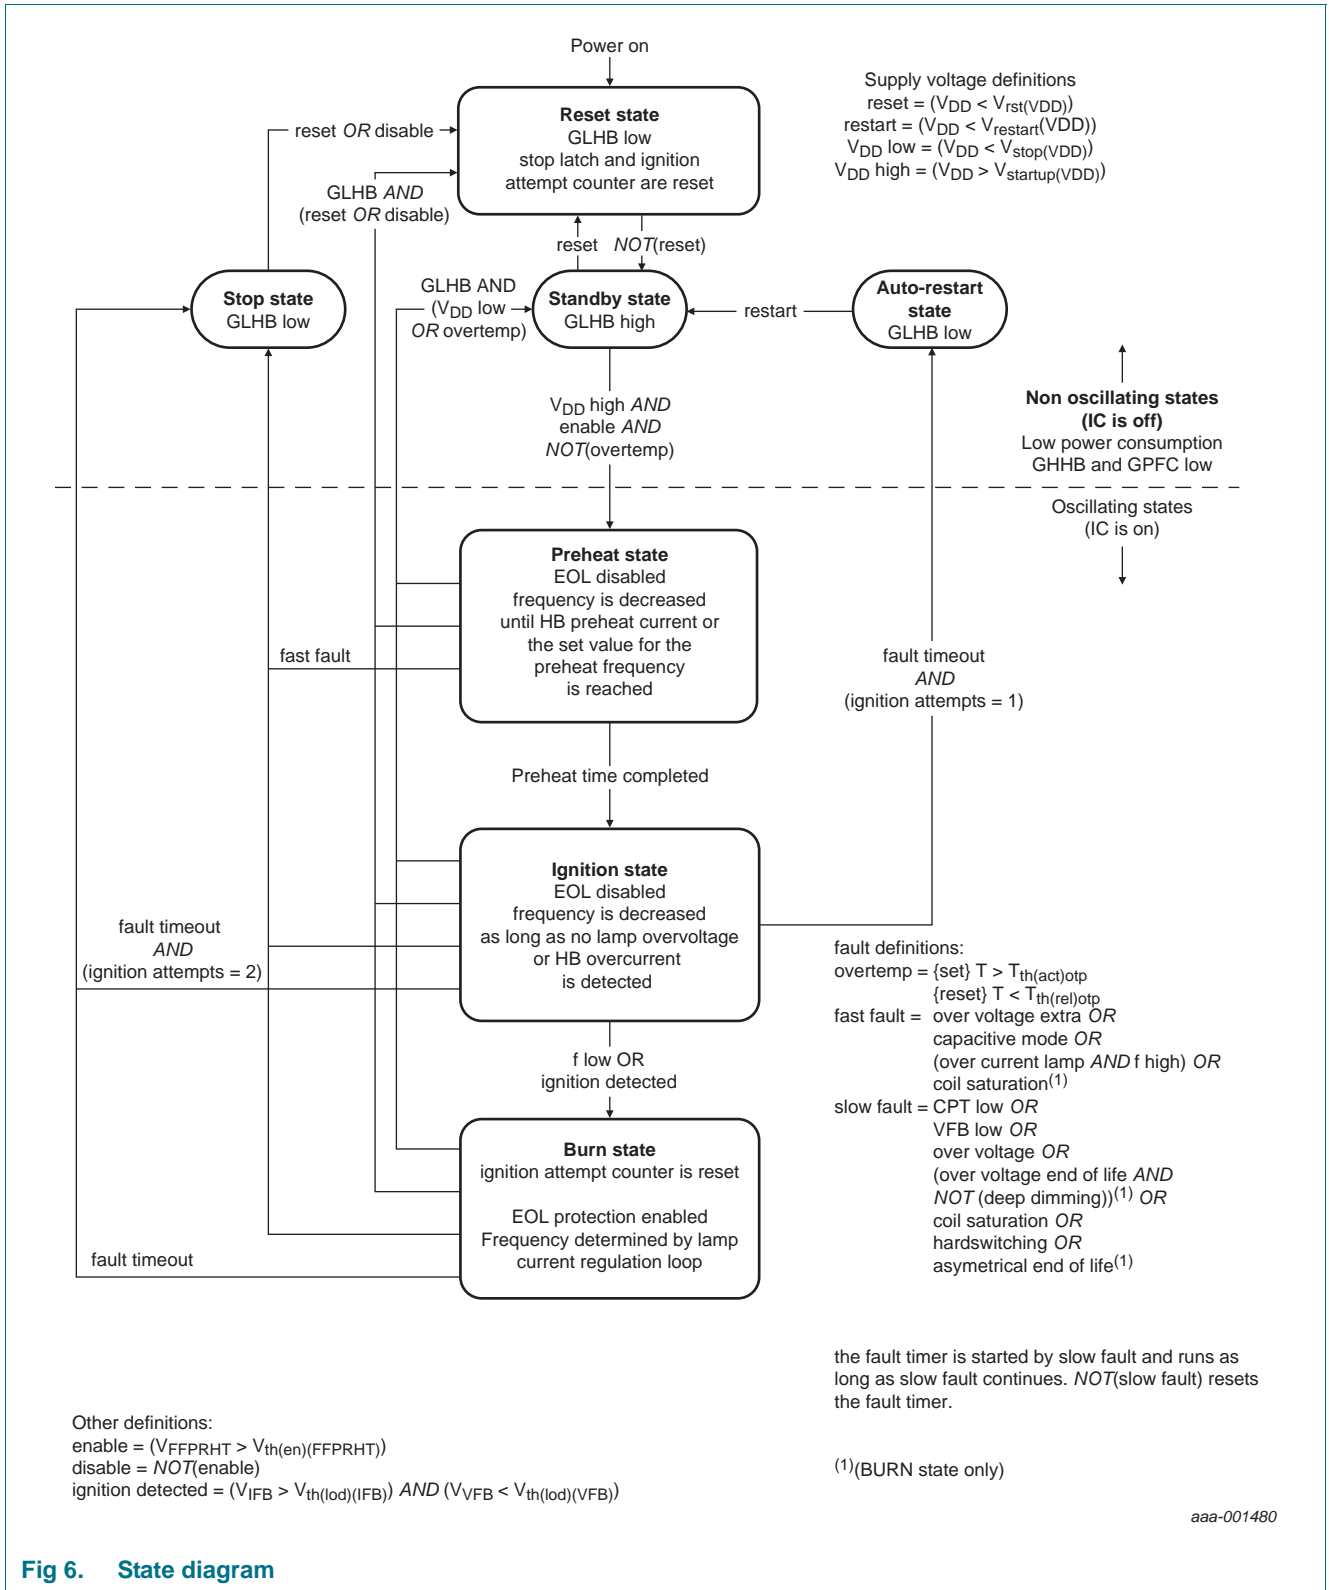 Power on
Supply voltage definitions
reset = (VDD < Vrst(VDD))
restart = (VDD < Vrestart(VDD))
VDD low = (VDD < Vstop(VDD))
VDD high = (VDD > Vstartup(VDD))
Reset state
GLHB low
stop latch and ignition
attempt counter are reset
reset OR disable
GLHB AND
(reset OR disable)
reset
NOT(reset)
Stop state
GLHB low
GLHB AND
(VDD low
OR overtemp)
Standby state
GLHB high
restart
Auto-restart
state
GLHB low
VDD high AND
enable AND
NOT(overtemp)
Non oscillating states
(IC is off)
Low power consumption
GHHB and GPFC low
Oscillating states
(IC is on)
Preheat state
EOL disabled
frequency is decreased
until HB preheat current or
the set value for the
preheat frequency
is reached
fast fault
fault timeout
AND
(ignition attempts = 1)
Preheat time completed
Ignition state
EOL disabled
frequency is decreased
as long as no lamp overvoltage
or HB overcurrent
is detected
fault timeout
AND
(ignition attempts = 2)
f low OR
ignition detected
Burn state
ignition attempt counter is reset
EOL protection enabled
Frequency determined by lamp
current regulation loop
fault timeout
fault definitions:
overtemp = {set} T > Tth(act)otp
{reset} T < Tth(rel)otp
fast fault = over voltage extra OR
capacitive mode OR
(over current lamp AND f high) OR
coil saturation(1)
slow fault = CPT low OR
VFB low OR
over voltage OR
(over voltage end of life AND
NOT (deep dimming))(1) OR
coil saturation OR
hardswitching OR
asymetrical end of life(1)
the fault timer is started by slow fault and runs as
long as slow fault continues. NOT(slow fault) resets
the fault timer.
Other definitions:
enable = (VFFPRHT > Vth(en)(FFPRHT))
disable = NOT(enable)
ignition detected = (VIFB > Vth(lod)(IFB)) AND (VVFB < Vth(lod)(VFB))
(1)(BURN state only)
aaa-001480
Fig 6. State diagram